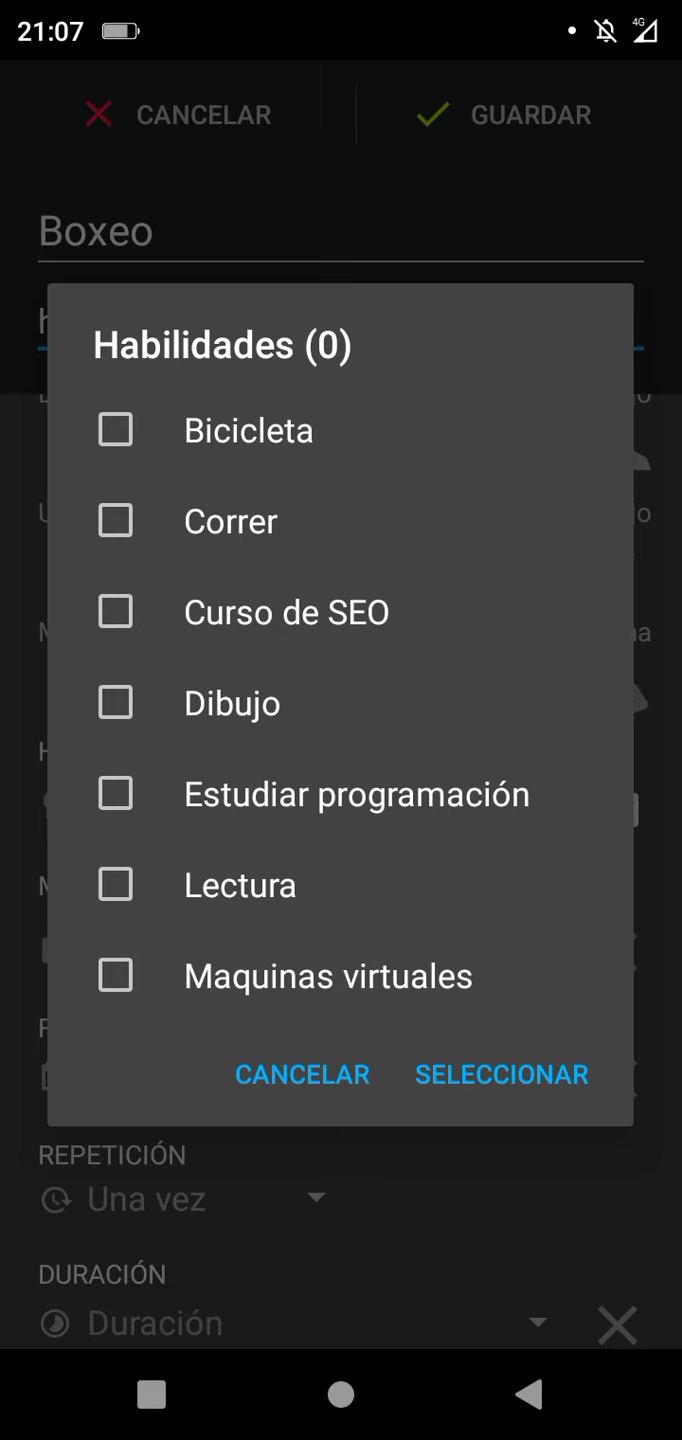 21:07
4G
CANCELAR
GUARDAR
Boxeo
Habilidades (0)
Bicicleta
Correr
Curso de SEO
Dibujo
Estudiar programación
Lectura
Maquinas virtuales
CANCELAR
SELECCIONAR
REPETICIÓN
Una vez
DURACIÓN
Duración